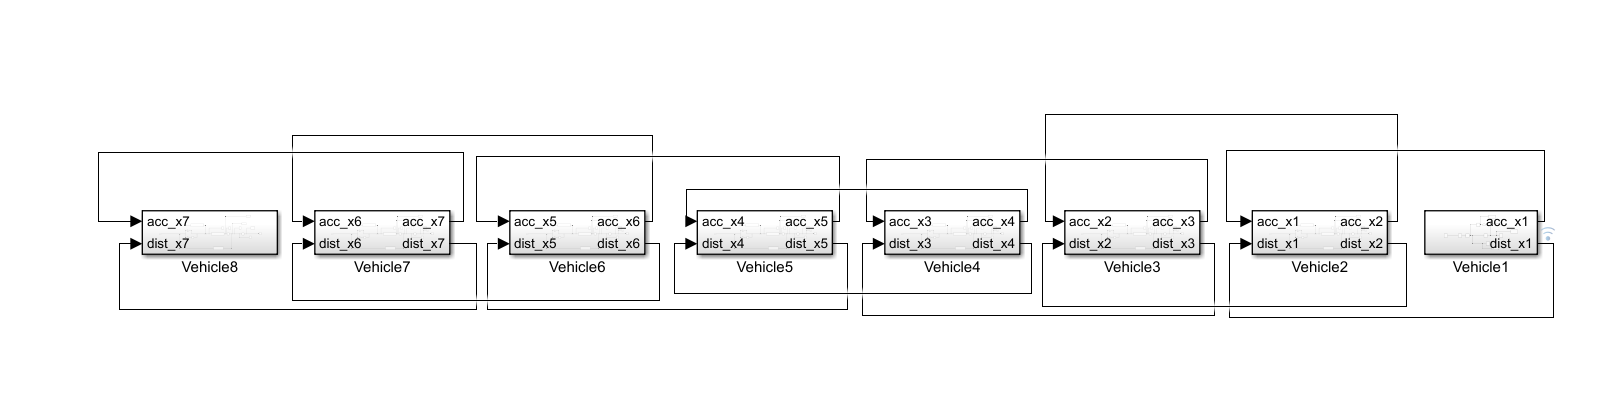 acc_x7
dist_x7
Vehicle8
acc_x6 acc_x7
dist_x6 dist_x7
Vehicle7
acc_x5 acc_x6
dist_x5 dist_x6
Vehicle6
acc_x4 acc_x5
dist_x4 dist_x5
Vehicle5
acc_x3 acc_x4
dist_x3 dist_x4
Vehicle4
acc_x2 acc_x3
dist_x2 dist_x3
Vehicle3
acc_x1 acc_x2
dist_x1 dist_x2
Vehicle2
acc_x1
dist_x1
Vehicle1